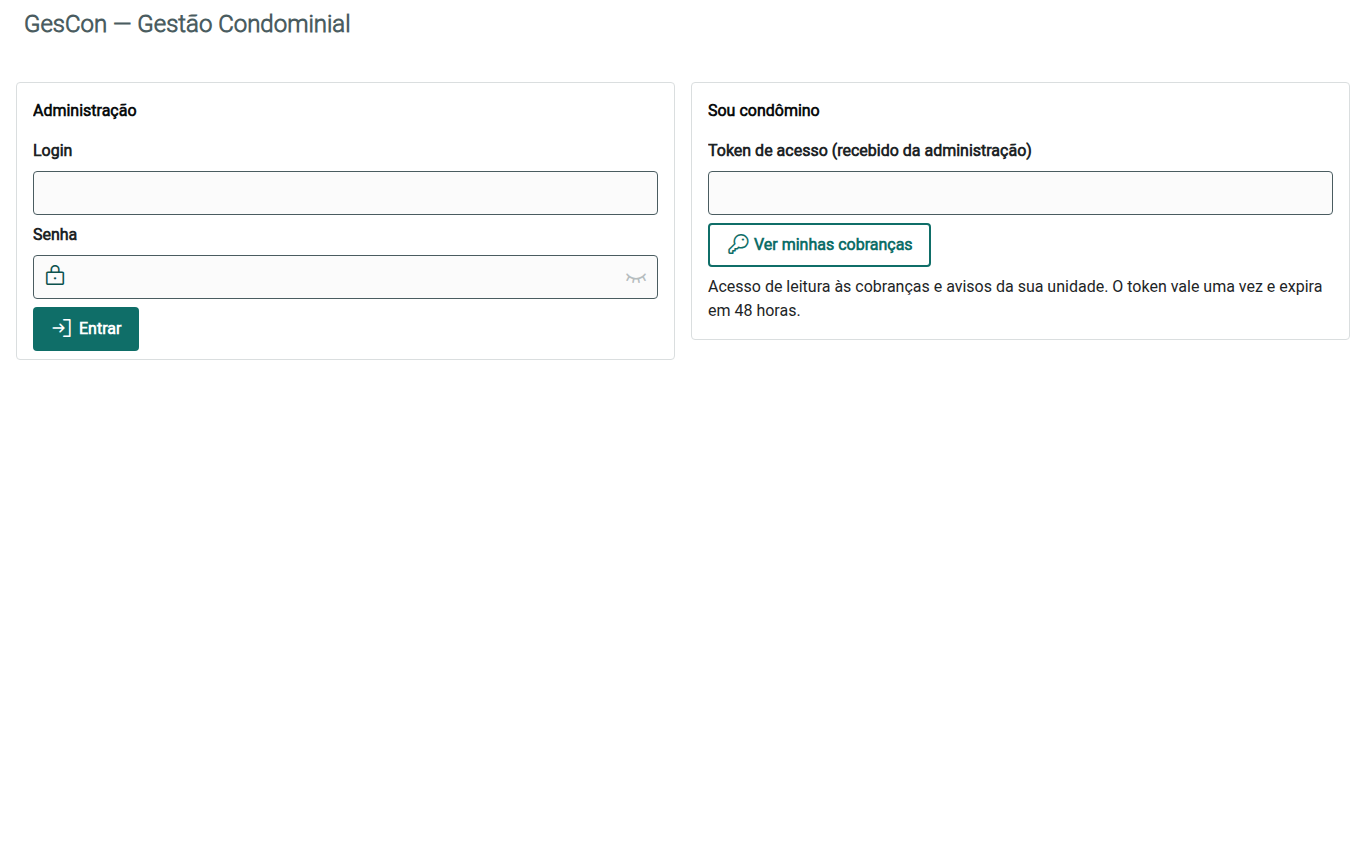 GesCon — Gestão Condominial
Administração
Login
Senha
Entrar
Sou condômino
Token de acesso (recebido da administração)
Ver minhas cobranças
Acesso de leitura às cobranças e avisos da sua unidade. O token vale uma vez e expira
em 48 horas.